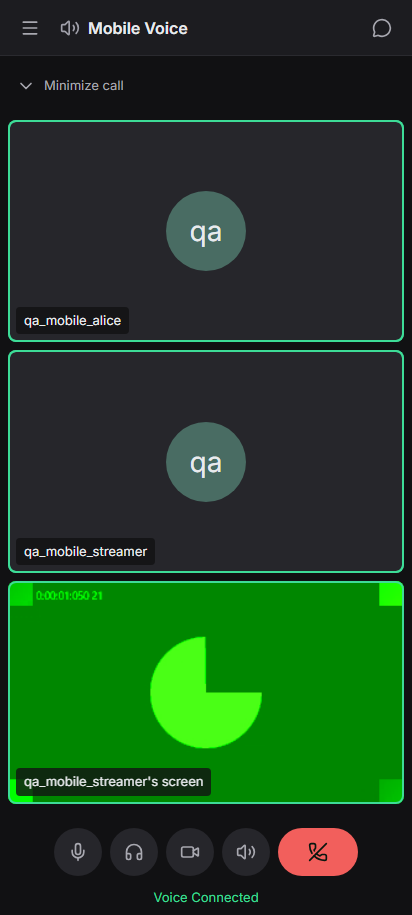 Mobile Voice
Minimize call
qa
qa_mobile_alice
qa
qa_mobile_streamer
0:00:01:050 21
qa_mobile_streamer's screen
Voice Connected